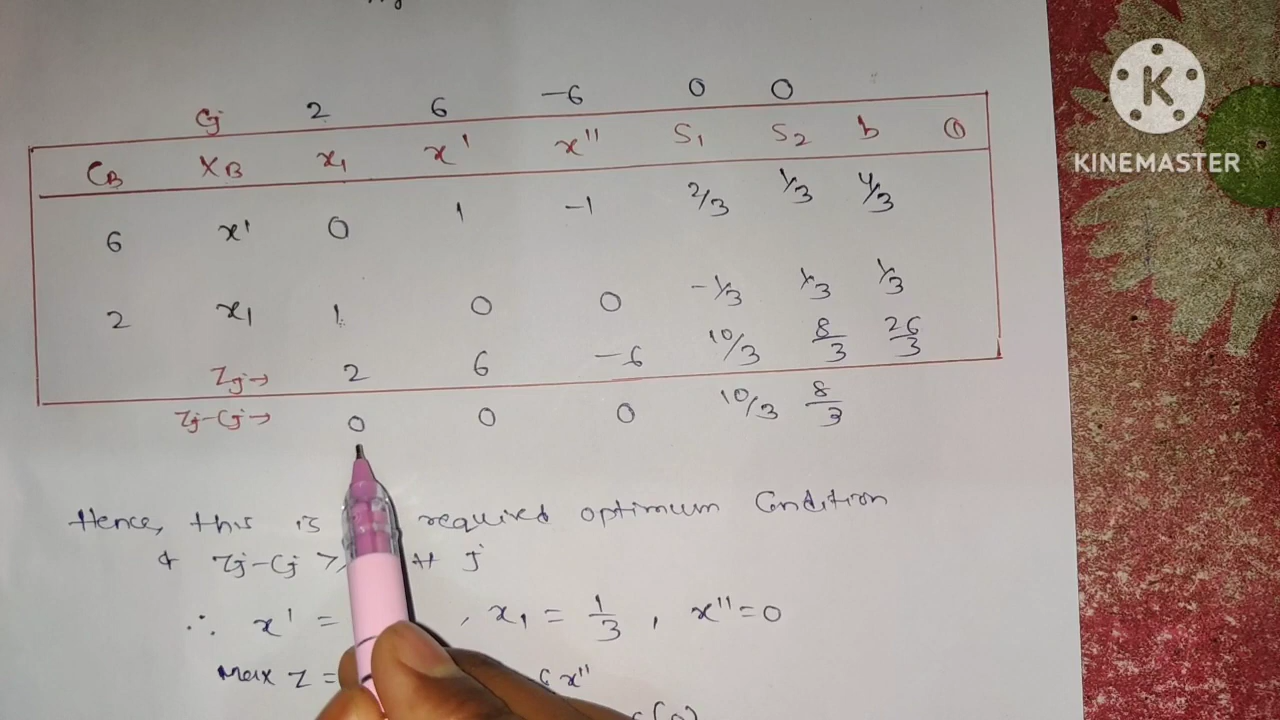 Cj 2 6 -6 0 0
CB XB x1 x' x'' S1 S2 b θ
6 x' 0 1 -1 2/3 1/3 4/3
2 x1 1 0 0 -1/3 1/3 1/3
Zj→ 2 6 -6 10/3 8/3 26/3
Zj-Cj→ 0 0 0 10/3 8/3
Hence, this is required optimum Condition
& Zj-Cj ≥ ∀ j
∴ x' = , x1 = 1/3 , x''=0
Max Z = 6x''
(0)
KINEMASTER